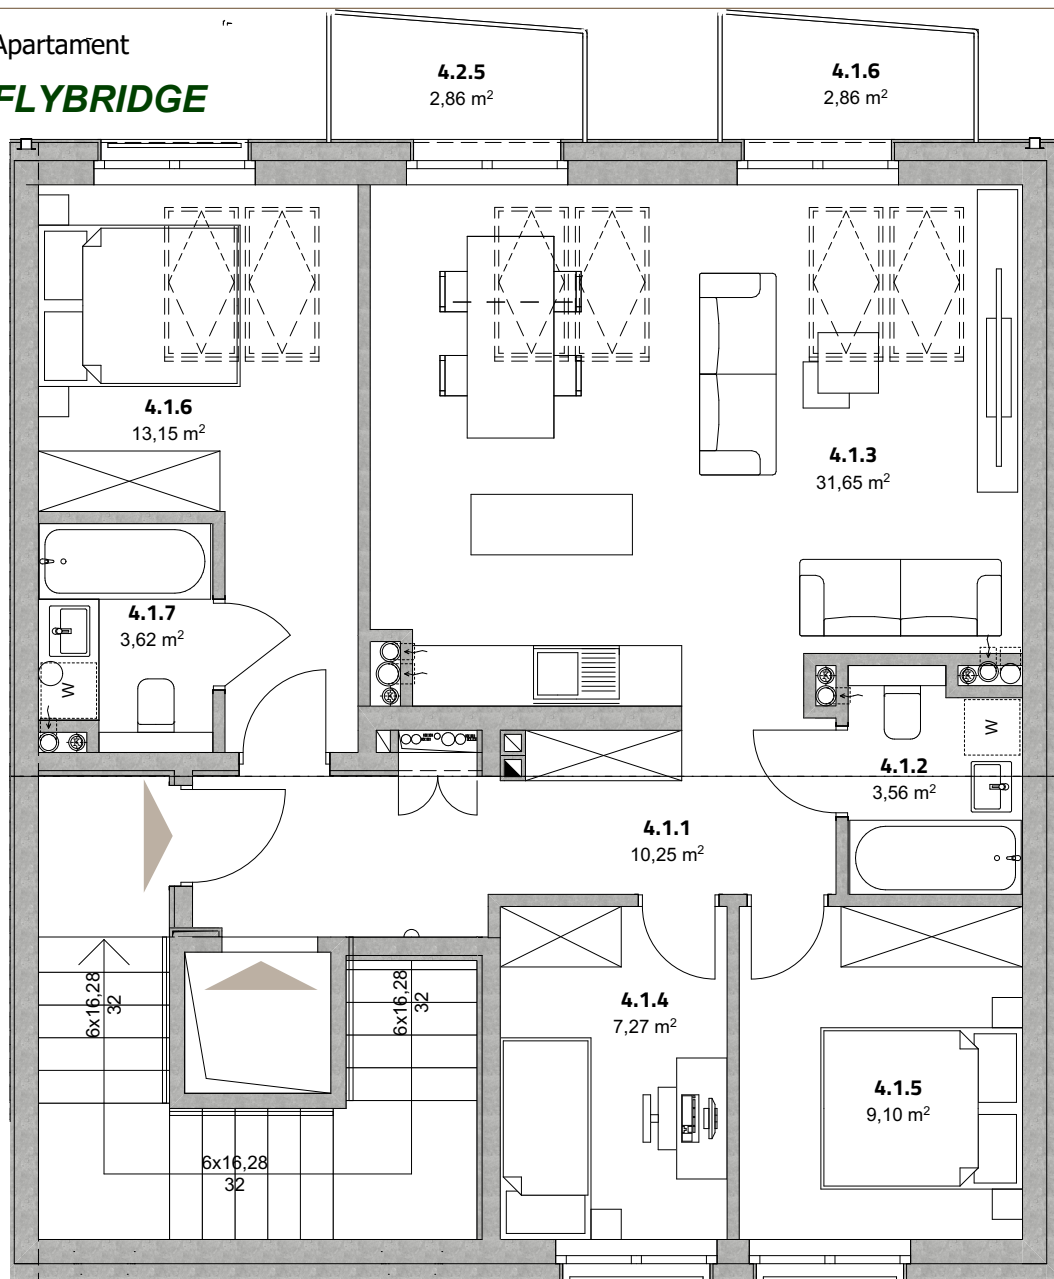 Apartament
FLYBRIDGE
4.2.5
2,86 m²
4.1.6
2,86 m²
4.1.6
13,15 m²
4.1.3
31,65 m²
4.1.7
3,62 m²
W
W
4.1.2
3,56 m²
4.1.1
10,25 m²
6x16,28
32
6x16,28
32
4.1.4
7,27 m²
4.1.5
9,10 m²
6x16,28
32